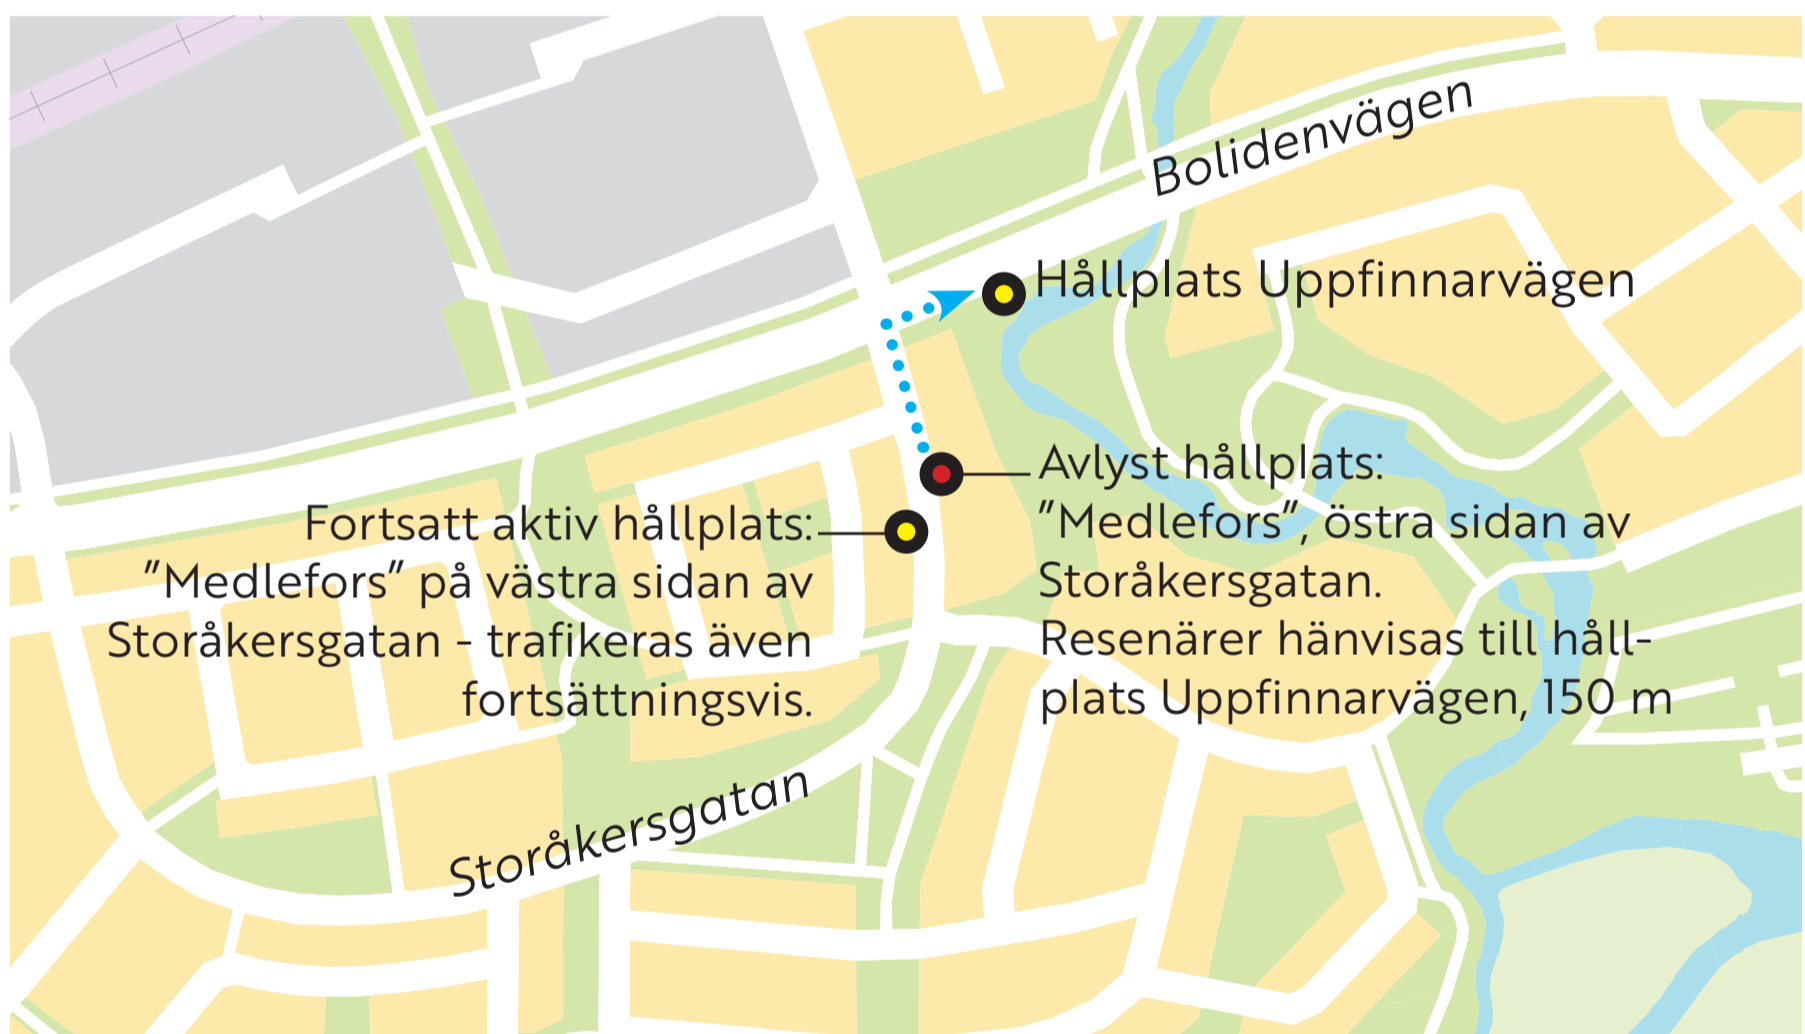 Bolidenvägen
Hållplats Uppfinnarvägen
Avlyst hållplats:
”Medlefors”, östra sidan av
Storåkersgatan.
Resenärer hänvisas till håll-
plats Uppfinnarvägen, 150 m
Fortsatt aktiv hållplats:
”Medlefors” på västra sidan av
Storåkersgatan - trafikeras även
fortsättningsvis.
Storåkersgatan